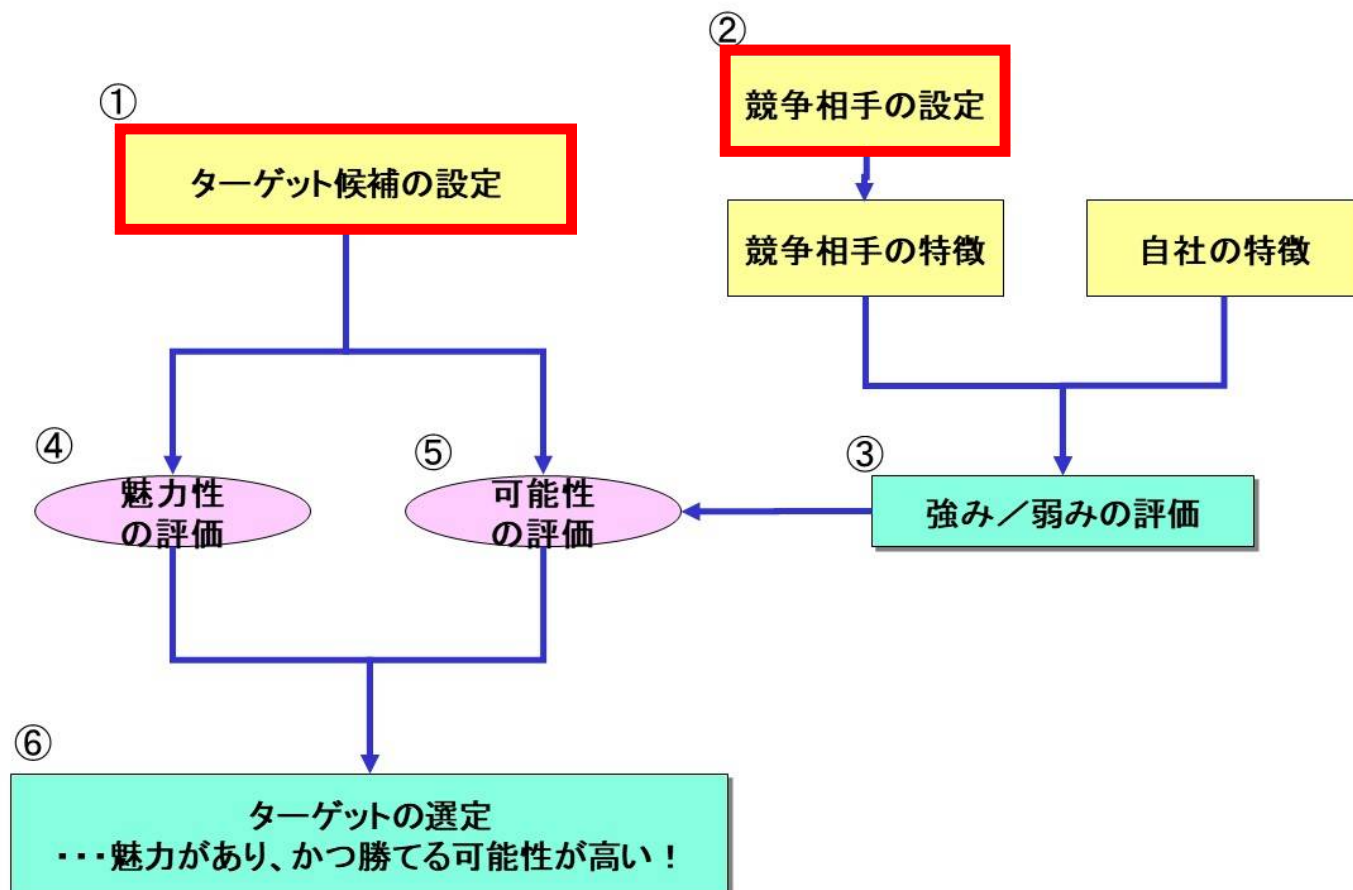 ①
ターゲット候補の設定
②
競争相手の設定
競争相手の特徴
自社の特徴
③
強み／弱みの評価
④
魅力性
の評価
⑤
可能性
の評価
⑥
ターゲットの選定
・・・魅力があり、かつ勝てる可能性が高い！